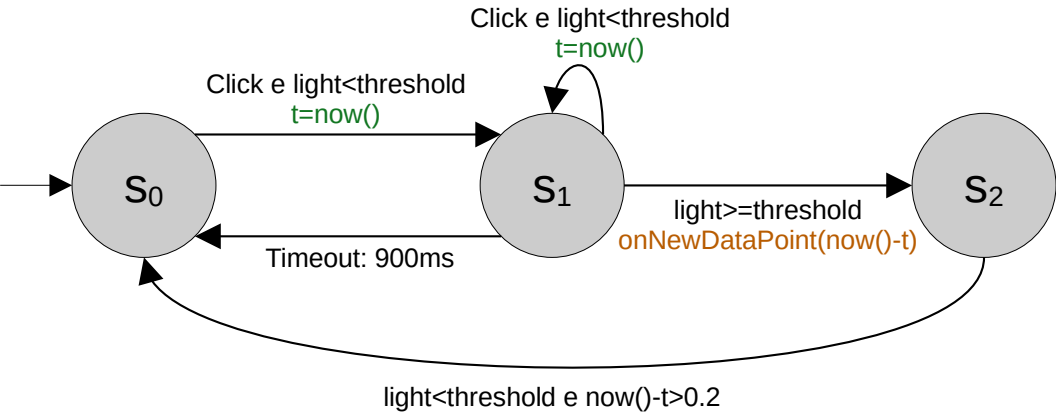 Click e light<threshold
t=now()
Click e light<threshold
t=now()
s0
s1
s2
light>=threshold
onNewDataPoint(now()-t)
Timeout: 900ms
light<threshold e now()-t>0.2